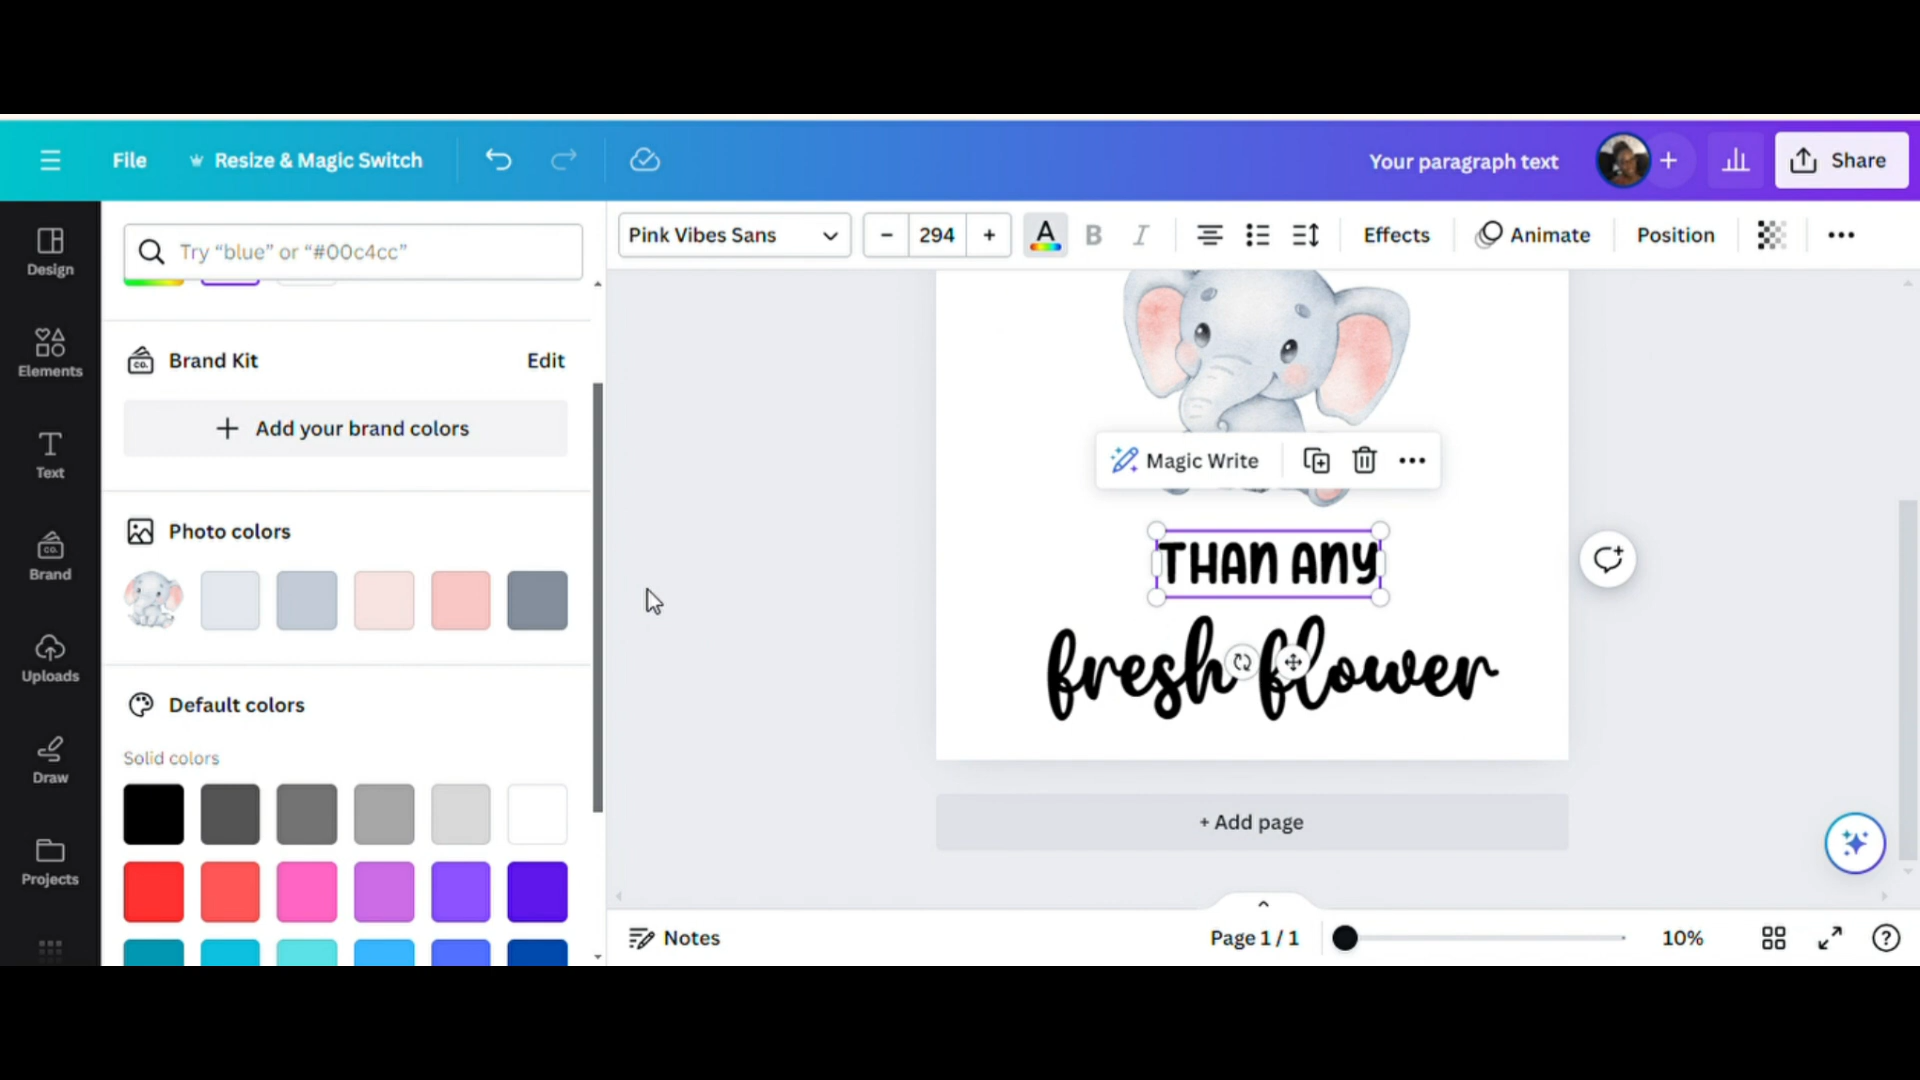 File
Resize & Magic Switch
Your paragraph text
Share
Design
Elements
Text
Brand
Uploads
Draw
Projects
Try “blue” or “#00c4cc”
Brand Kit
Edit
CO.
+ Add your brand colors
Photo colors
Default colors
Solid colors
Pink Vibes Sans
− 294 +
A B I
Effects
Animate
Position
Magic Write
THAN ANY
fresh flower
+ Add page
Notes
Page 1 / 1
10%